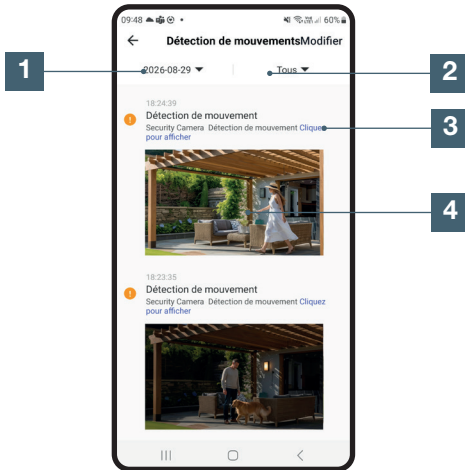 09:48 60%
Détection de mouvements Modifier
1 2026-08-29 Tous 2
18:24:39
Détection de mouvement
Security Camera Détection de mouvement Cliquez 3
pour afficher
4
18:23:35
Détection de mouvement
Security Camera Détection de mouvement Cliquez
pour afficher